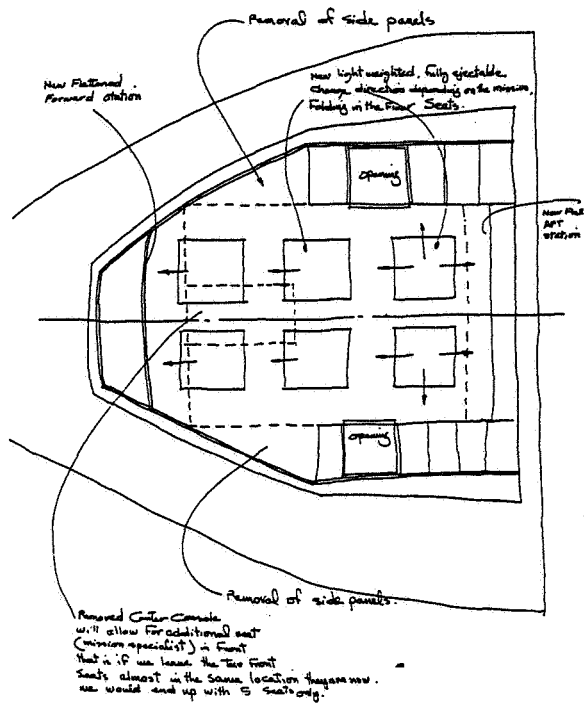 Removal of side panels
New Flattened
Forward station
New light weighted, fully ejectable
Change direction depending on the mission,
Folding in the Floor Seats.
opening
New Flat
AFT
station
opening
Removal of side panels.
Removed Center Console
will allow for additional seat
(mission specialist) in front
that is if we leave the two front
seats almost in the same location they are now.
we would end up with 5 seats only.